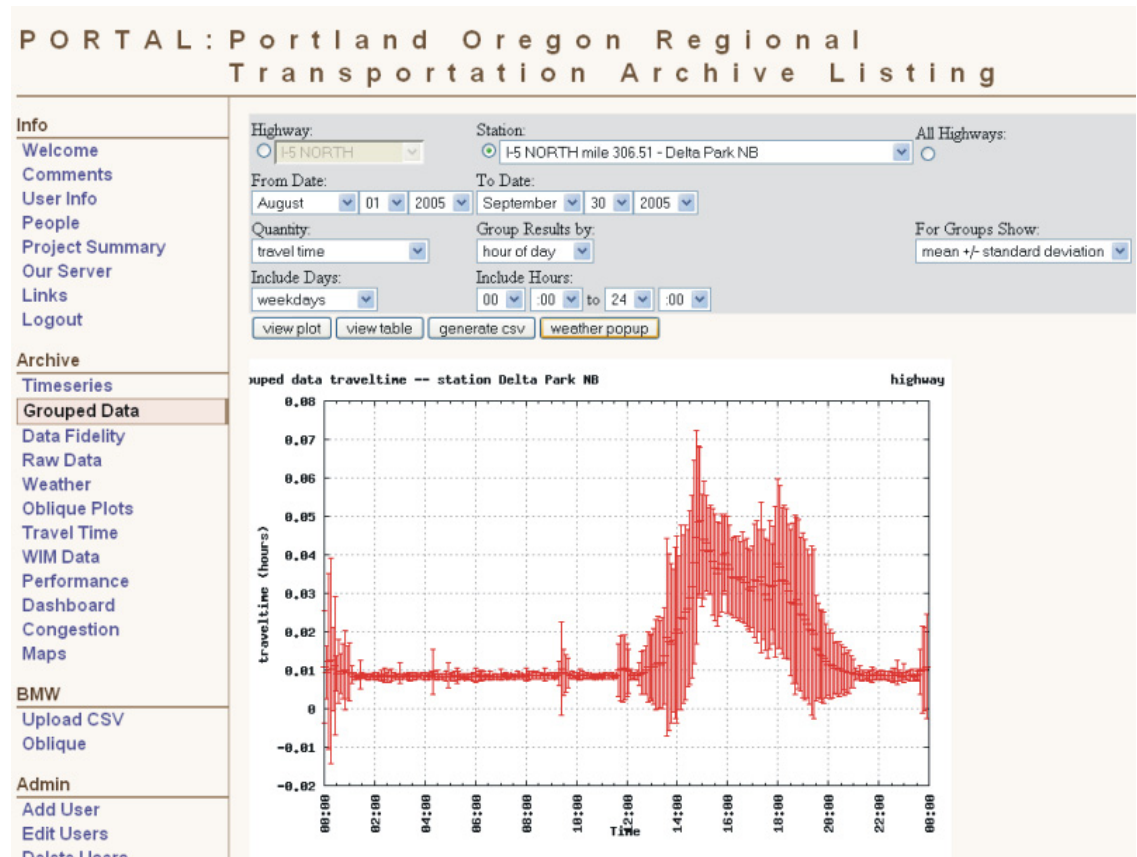 PORTAL: Portland Oregon Regional
Transportation Archive Listing
Info
Welcome
Comments
User Info
People
Project Summary
Our Server
Links
Logout
Archive
Timeseries
Grouped Data
Data Fidelity
Raw Data
Weather
Oblique Plots
Travel Time
WIM Data
Performance
Dashboard
Congestion
Maps
BMW
Upload CSV
Oblique
Admin
Add User
Edit Users
Delete Users
Highway: Station: All Highways:
I-5 NORTH I-5 NORTH mile 306.51 - Delta Park NB
From Date: To Date:
August 01 2005 September 30 2005
Quantity: Group Results by: For Groups Show:
travel time hour of day mean +/- standard deviation
Include Days: Include Hours:
weekdays 00 :00 to 24 :00
view plot view table generate csv weather popup
ouped data traveltime -- station Delta Park NB highway
0.08
0.07
0.06
0.05
0.04
0.03
0.02
0.01
0
-0.01
-0.02
traveltime (hours)
00:00 02:00 04:00 06:00 08:00 10:00 12:00 14:00 16:00 18:00 20:00 22:00 00:00
Time